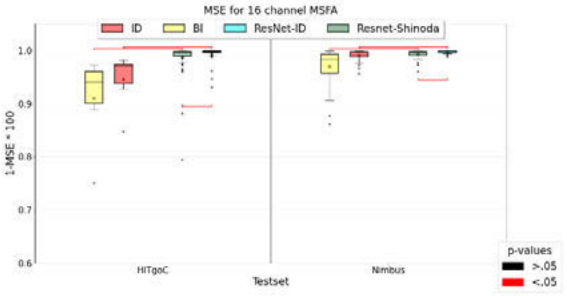 MSE for 16 channel MSFA
ID BI ResNet-ID Resnet-Shinoda
1.0
0.9
0.8
0.7
0.6
1-MSE * 100
HITgoC Nimbus
Testset
p-values
>.05
<.05